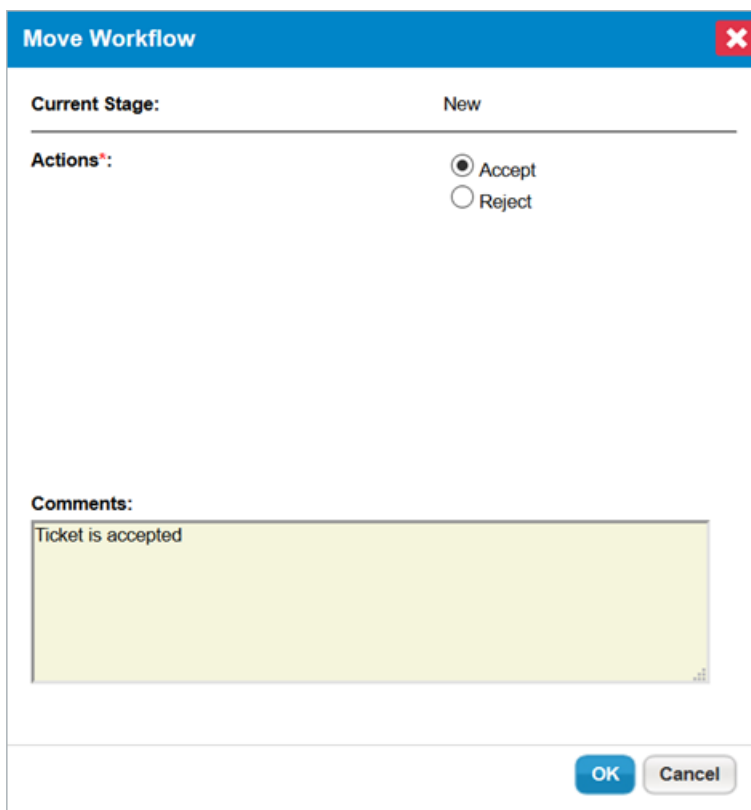 Move Workflow
Current Stage: New
Actions*: Accept
Reject
Comments:
Ticket is accepted
OK Cancel